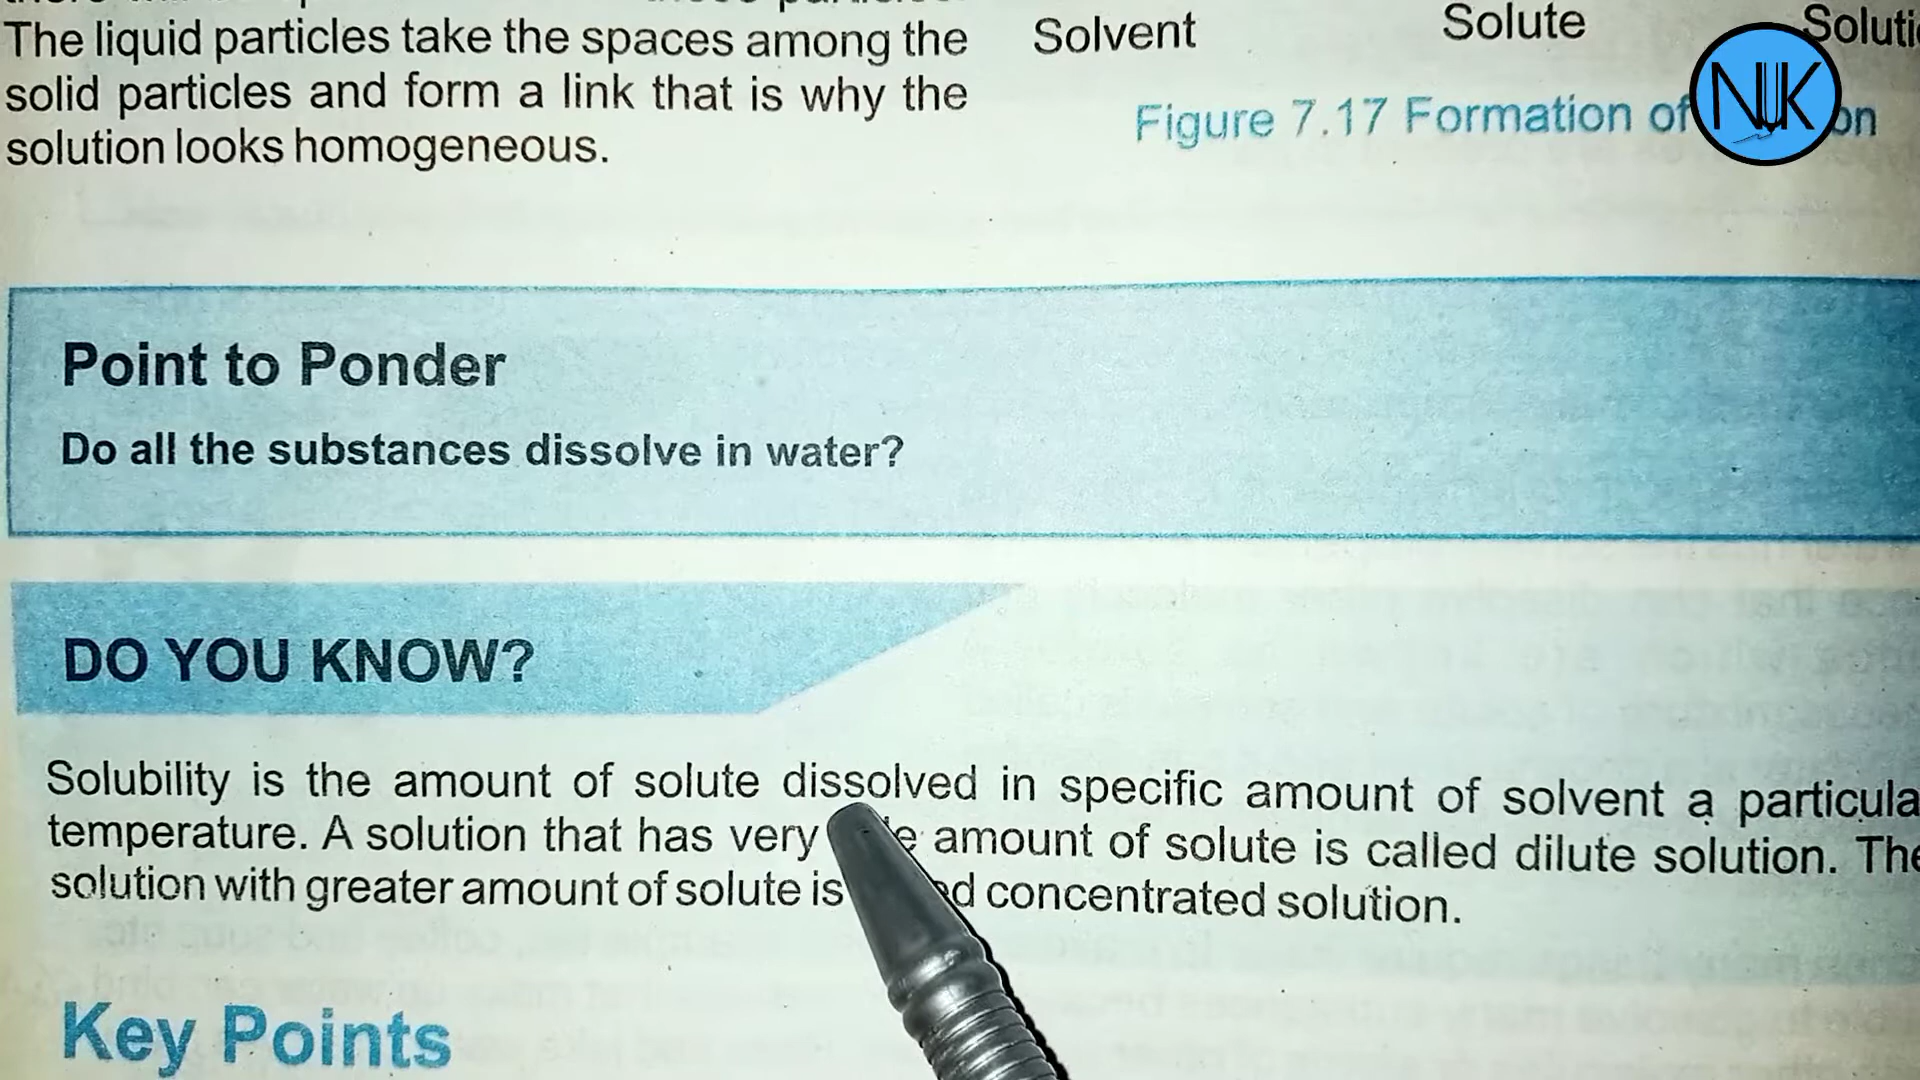 The liquid particles take the spaces among the
solid particles and form a link that is why the
solution looks homogeneous.
Solvent Solute
Figure 7.17 Formation of
NUK
Point to Ponder
Do all the substances dissolve in water?
DO YOU KNOW?
Solubility is the amount of solute dissolved in specific amount of solvent a particula
temperature. A solution that has very amount of solute is called dilute solution. The
solution with greater amount of solute is concentrated solution.
Key Points